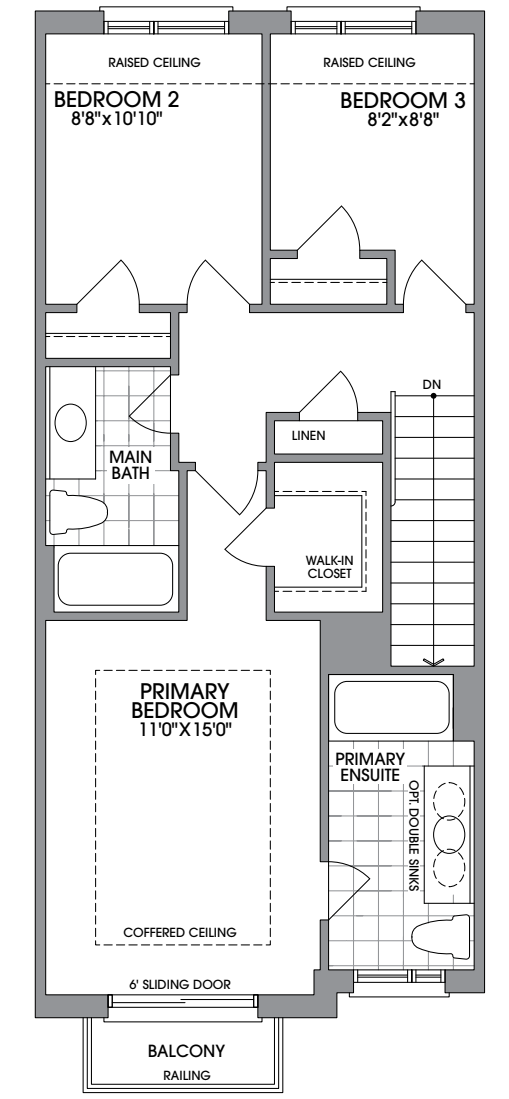 RAISED CEILING
RAISED CEILING
BEDROOM 2
8'8"x10'10"
BEDROOM 3
8'2"x8'8"
DN
LINEN
MAIN
BATH
WALK-IN
CLOSET
PRIMARY
BEDROOM
11'0"X15'0"
PRIMARY
ENSUITE
OPT. DOUBLE SINKS
COFFERED CEILING
6' SLIDING DOOR
BALCONY
RAILING